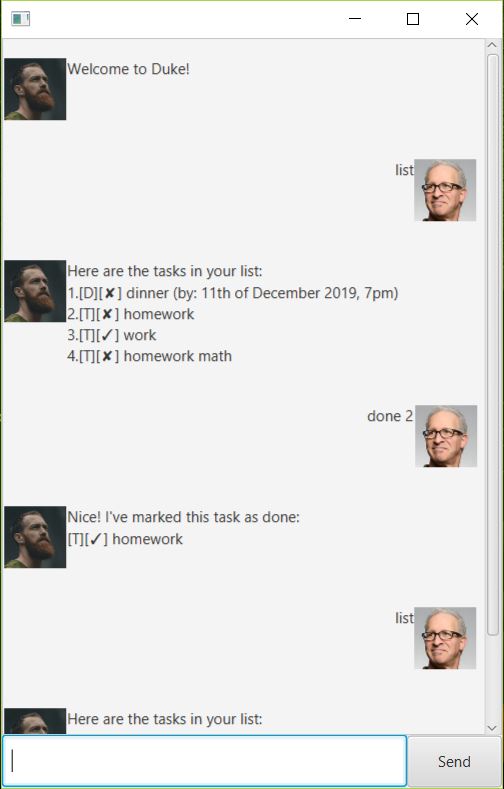 Welcome to Duke!
list
Here are the tasks in your list:
1.[D][✘] dinner (by: 11th of December 2019, 7pm)
2.[T][✘] homework
3.[T][✓] work
4.[T][✘] homework math
done 2
Nice! I've marked this task as done:
[T][✓] homework
list
Here are the tasks in your list:
Send